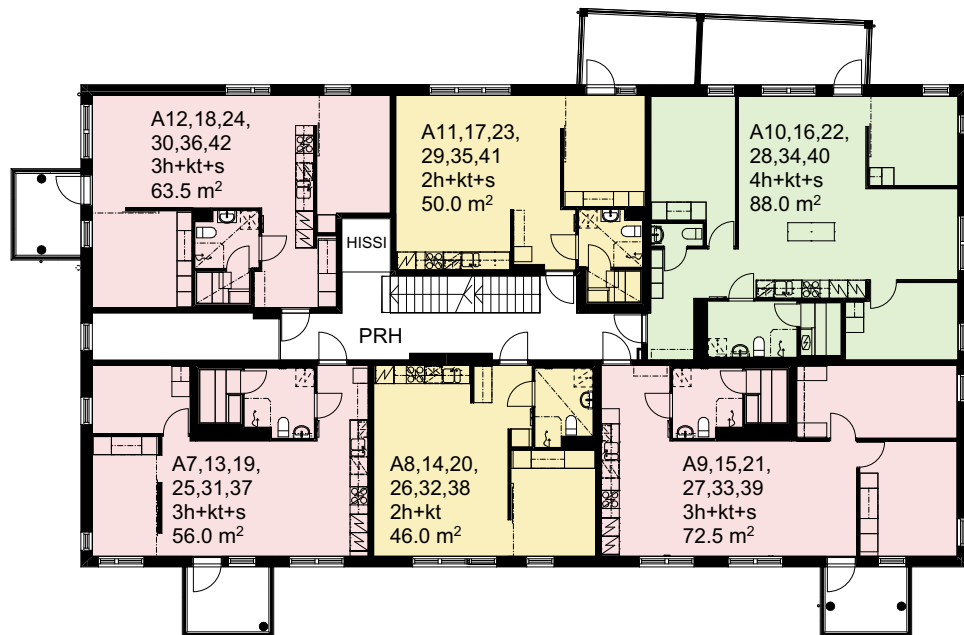 A12,18,24,
30,36,42
3h+kt+s
63.5 m²
A11,17,23,
29,35,41
2h+kt+s
50.0 m²
A10,16,22,
28,34,40
4h+kt+s
88.0 m²
HISSI
PRH
A7,13,19,
25,31,37
3h+kt+s
56.0 m²
A8,14,20,
26,32,38
2h+kt
46.0 m²
A9,15,21,
27,33,39
3h+kt+s
72.5 m²